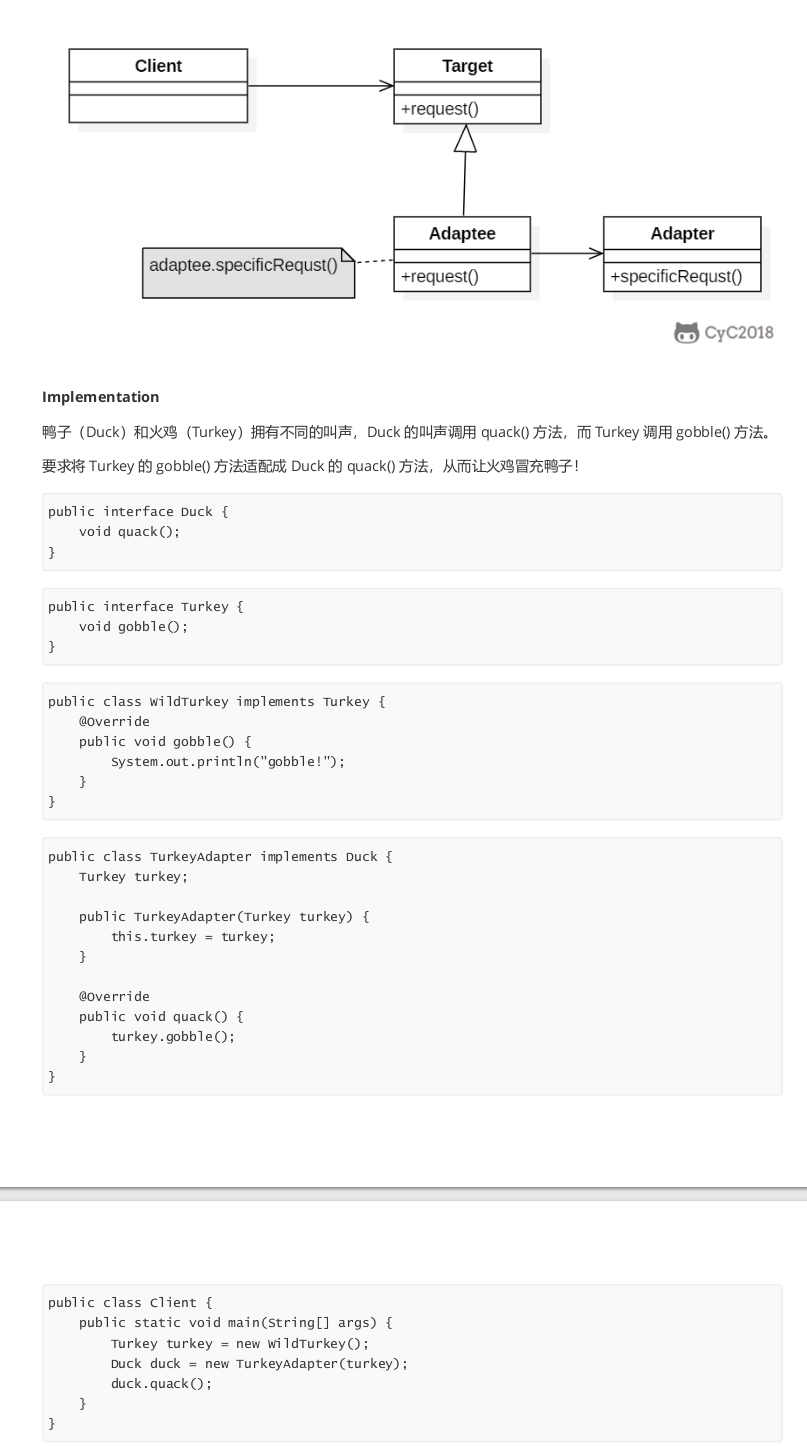 Client
Target
+request()
Adaptee
Adapter
adaptee.specificRequst()
+request()
+specificRequst()
CyC2018
Implementation
鸭子（Duck）和火鸡（Turkey）拥有不同的叫声，Duck 的叫声调用 quack() 方法，而 Turkey 调用 gobble() 方法。
要求将 Turkey 的 gobble() 方法适配成 Duck 的 quack() 方法，从而让火鸡冒充鸭子！
public interface Duck {
    void quack();
}
public interface Turkey {
    void gobble();
}
public class WildTurkey implements Turkey {
    @Override
    public void gobble() {
        System.out.println("gobble!");
    }
}
public class TurkeyAdapter implements Duck {
    Turkey turkey;
    public TurkeyAdapter(Turkey turkey) {
        this.turkey = turkey;
    }
    @Override
    public void quack() {
        turkey.gobble();
    }
}
public class Client {
    public static void main(String[] args) {
        Turkey turkey = new WildTurkey();
        Duck duck = new TurkeyAdapter(turkey);
        duck.quack();
    }
}